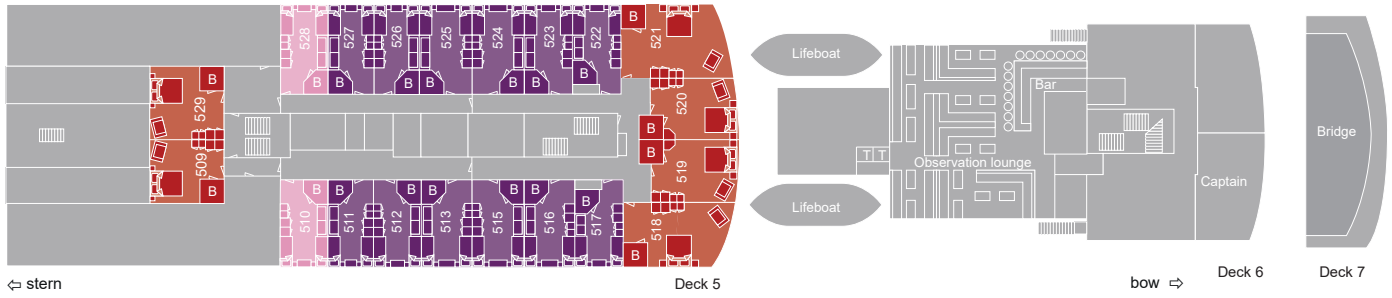 528
527
526
525
524
523
522
521
B
B
B
B
B
B
B
B
B
529
520
B
B
509
519
B
510
511
512
513
515
516
517
518
B
B
B
B
B
B
B
B
Lifeboat
Lifeboat
Bar
T T
Observation lounge
Captain
Bridge
⇦ stern
Deck 5
bow ⇨
Deck 6
Deck 7